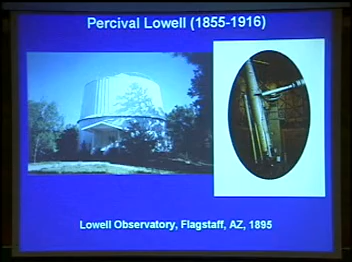 Percival Lowell (1855-1916)
Lowell Observatory, Flagstaff, AZ, 1895